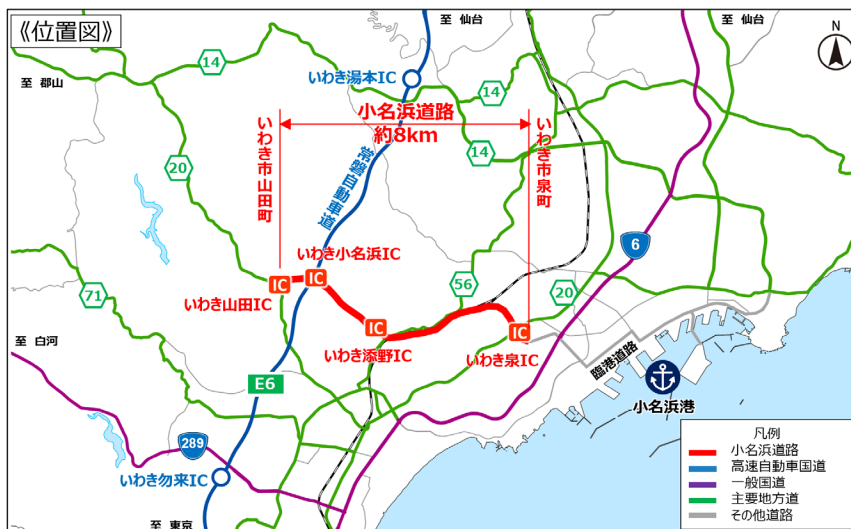 《位置図》
至 仙台
至 仙台
N
14
いわき湯本IC
至 郡山
14
小名浜道路
約8km
いわき市山田町
いわき市泉町
14
20
常磐自動車道
6
いわき小名浜IC
IC
IC
56
20
71
いわき山田IC
IC
IC
至 白河
いわき添野IC
いわき泉IC
臨港道路
E6
小名浜港
289
いわき勿来IC
至 東京
凡例
小名浜道路
高速自動車国道
一般国道
主要地方道
その他道路